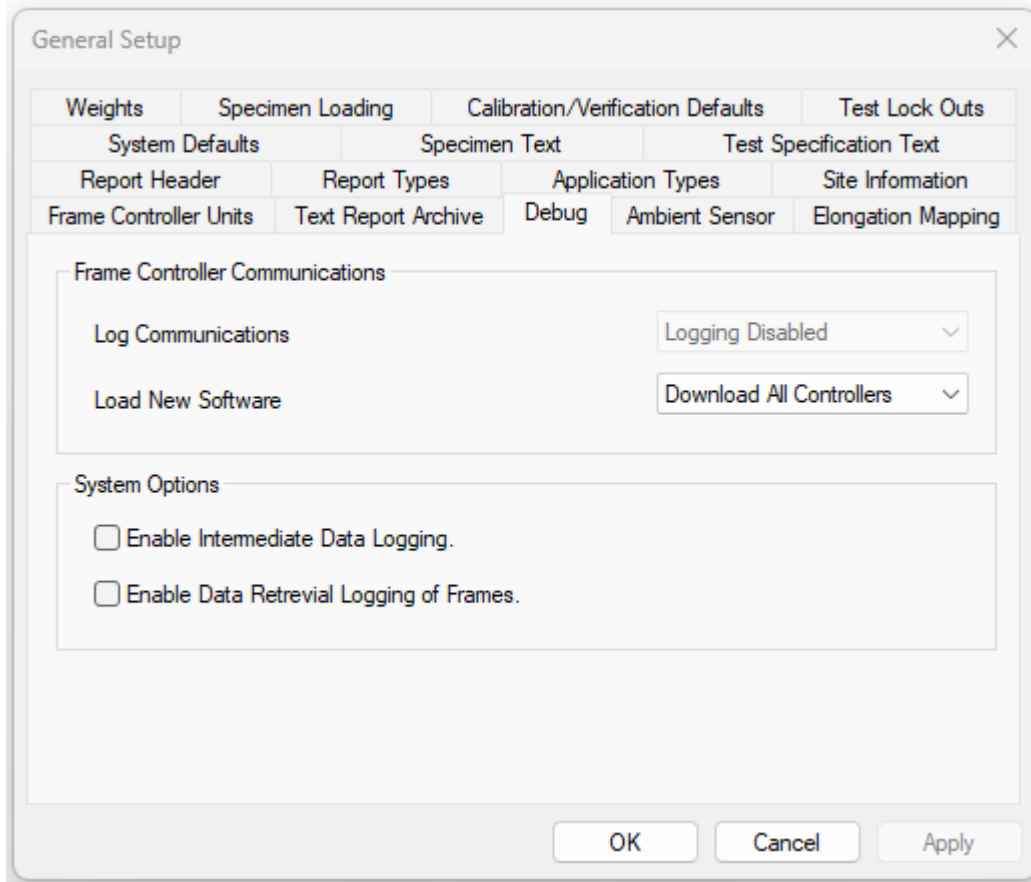 General Setup
Weights Specimen Loading Calibration/Verification Defaults Test Lock Outs
System Defaults Specimen Text Test Specification Text
Report Header Report Types Application Types Site Information
Frame Controller Units Text Report Archive Debug Ambient Sensor Elongation Mapping
Frame Controller Communications
Log Communications Logging Disabled
Load New Software Download All Controllers
System Options
Enable Intermediate Data Logging.
Enable Data Retrevial Logging of Frames.
OK Cancel Apply